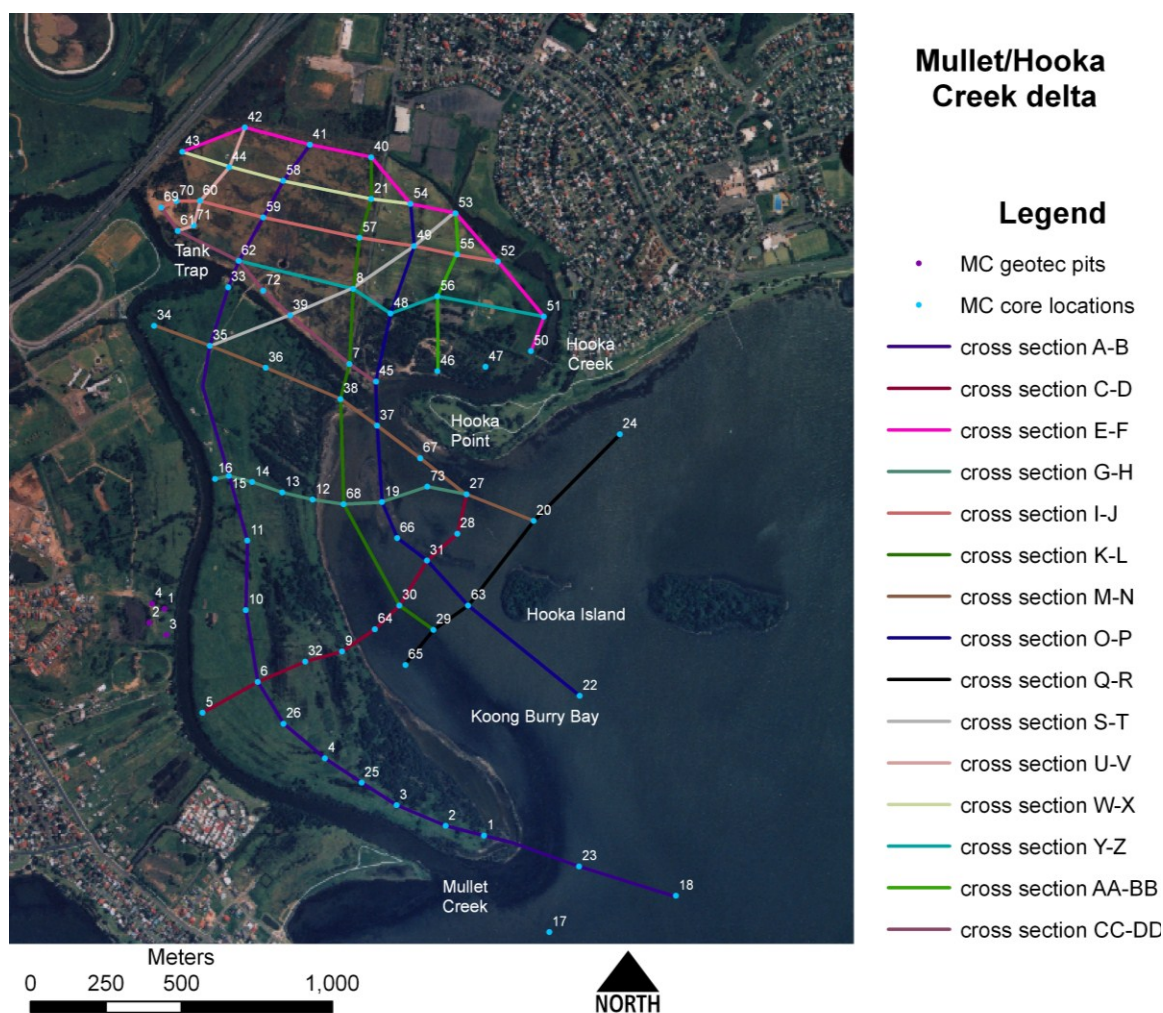 Mullet/Hooka
Creek delta
Legend
MC geotec pits
MC core locations
cross section A-B
cross section C-D
cross section E-F
cross section G-H
cross section I-J
cross section K-L
cross section M-N
cross section O-P
cross section Q-R
cross section S-T
cross section U-V
cross section W-X
cross section Y-Z
cross section AA-BB
cross section CC-DD
42
43
41
40
44
58
21
54
53
69
70
60
59
57
49
55
52
61
71
Tank
Trap
62
33
72
8
48
56
51
34
35
39
36
7
45
46
47
50
Hooka
Creek
38
37
Hooka
Point
24
67
16
15
14
13
12
68
19
73
27
20
11
66
31
28
4
1
2
3
10
30
29
63
Hooka Island
64
65
9
32
6
5
22
Koong Burry Bay
26
4
25
3
2
1
23
18
17
Mullet
Creek
Meters
0
250
500
1,000
NORTH